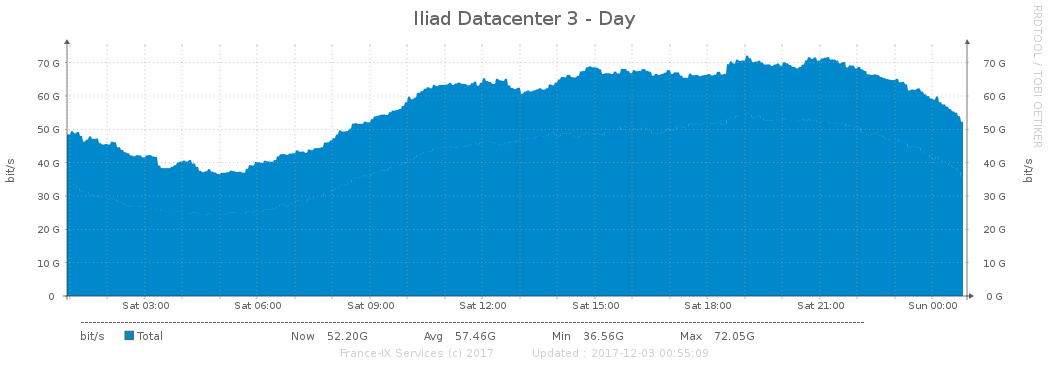 Iliad Datacenter 3 - Day
RRDTOOL / TOBI OETIKER
bit/s
70 G
60 G
50 G
40 G
30 G
20 G
10 G
0
70 G
60 G
50 G
40 G
30 G
20 G
10 G
0 G
bit/s
Sat 03:00 Sat 06:00 Sat 09:00 Sat 12:00 Sat 15:00 Sat 18:00 Sat 21:00 Sun 00:00
bit/s Total Now 52.20G Avg 57.46G Min 36.56G Max 72.05G
France-IX Services (c) 2017 Updated : 2017-12-03 00:55:09